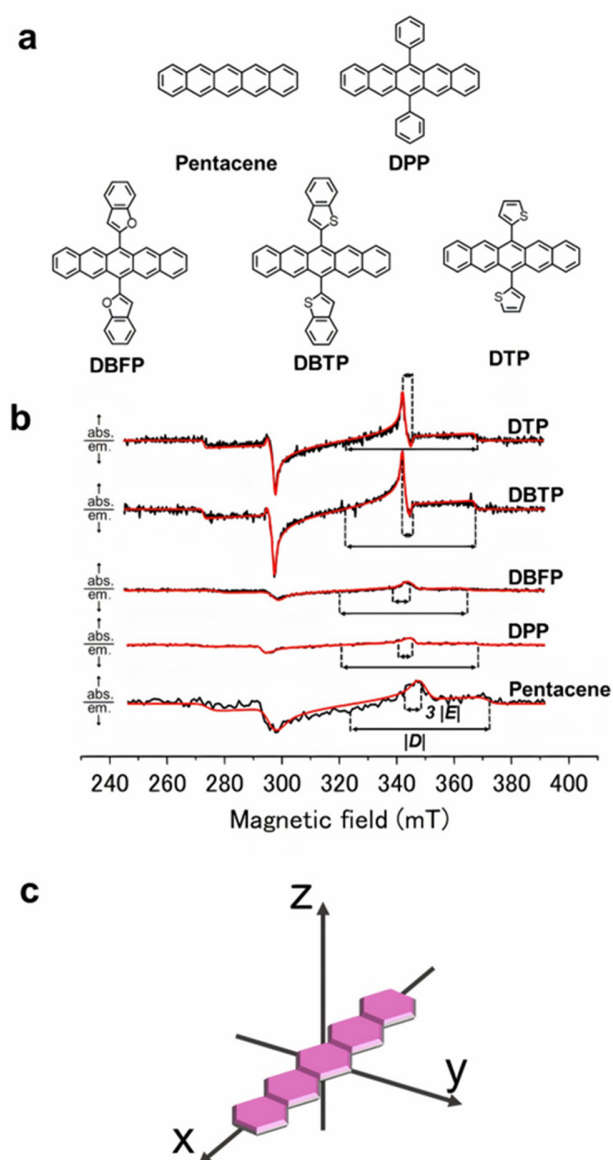 a
Pentacene
DPP
O
O
DBFP
S
S
DBTP
S
S
DTP
b
abs.
em.
DTP
abs.
em.
DBTP
abs.
em.
DBFP
abs.
em.
DPP
abs.
em.
Pentacene
3 |E|
|D|
240 260 280 300 320 340 360 380 400
Magnetic field (mT)
c
z
y
x